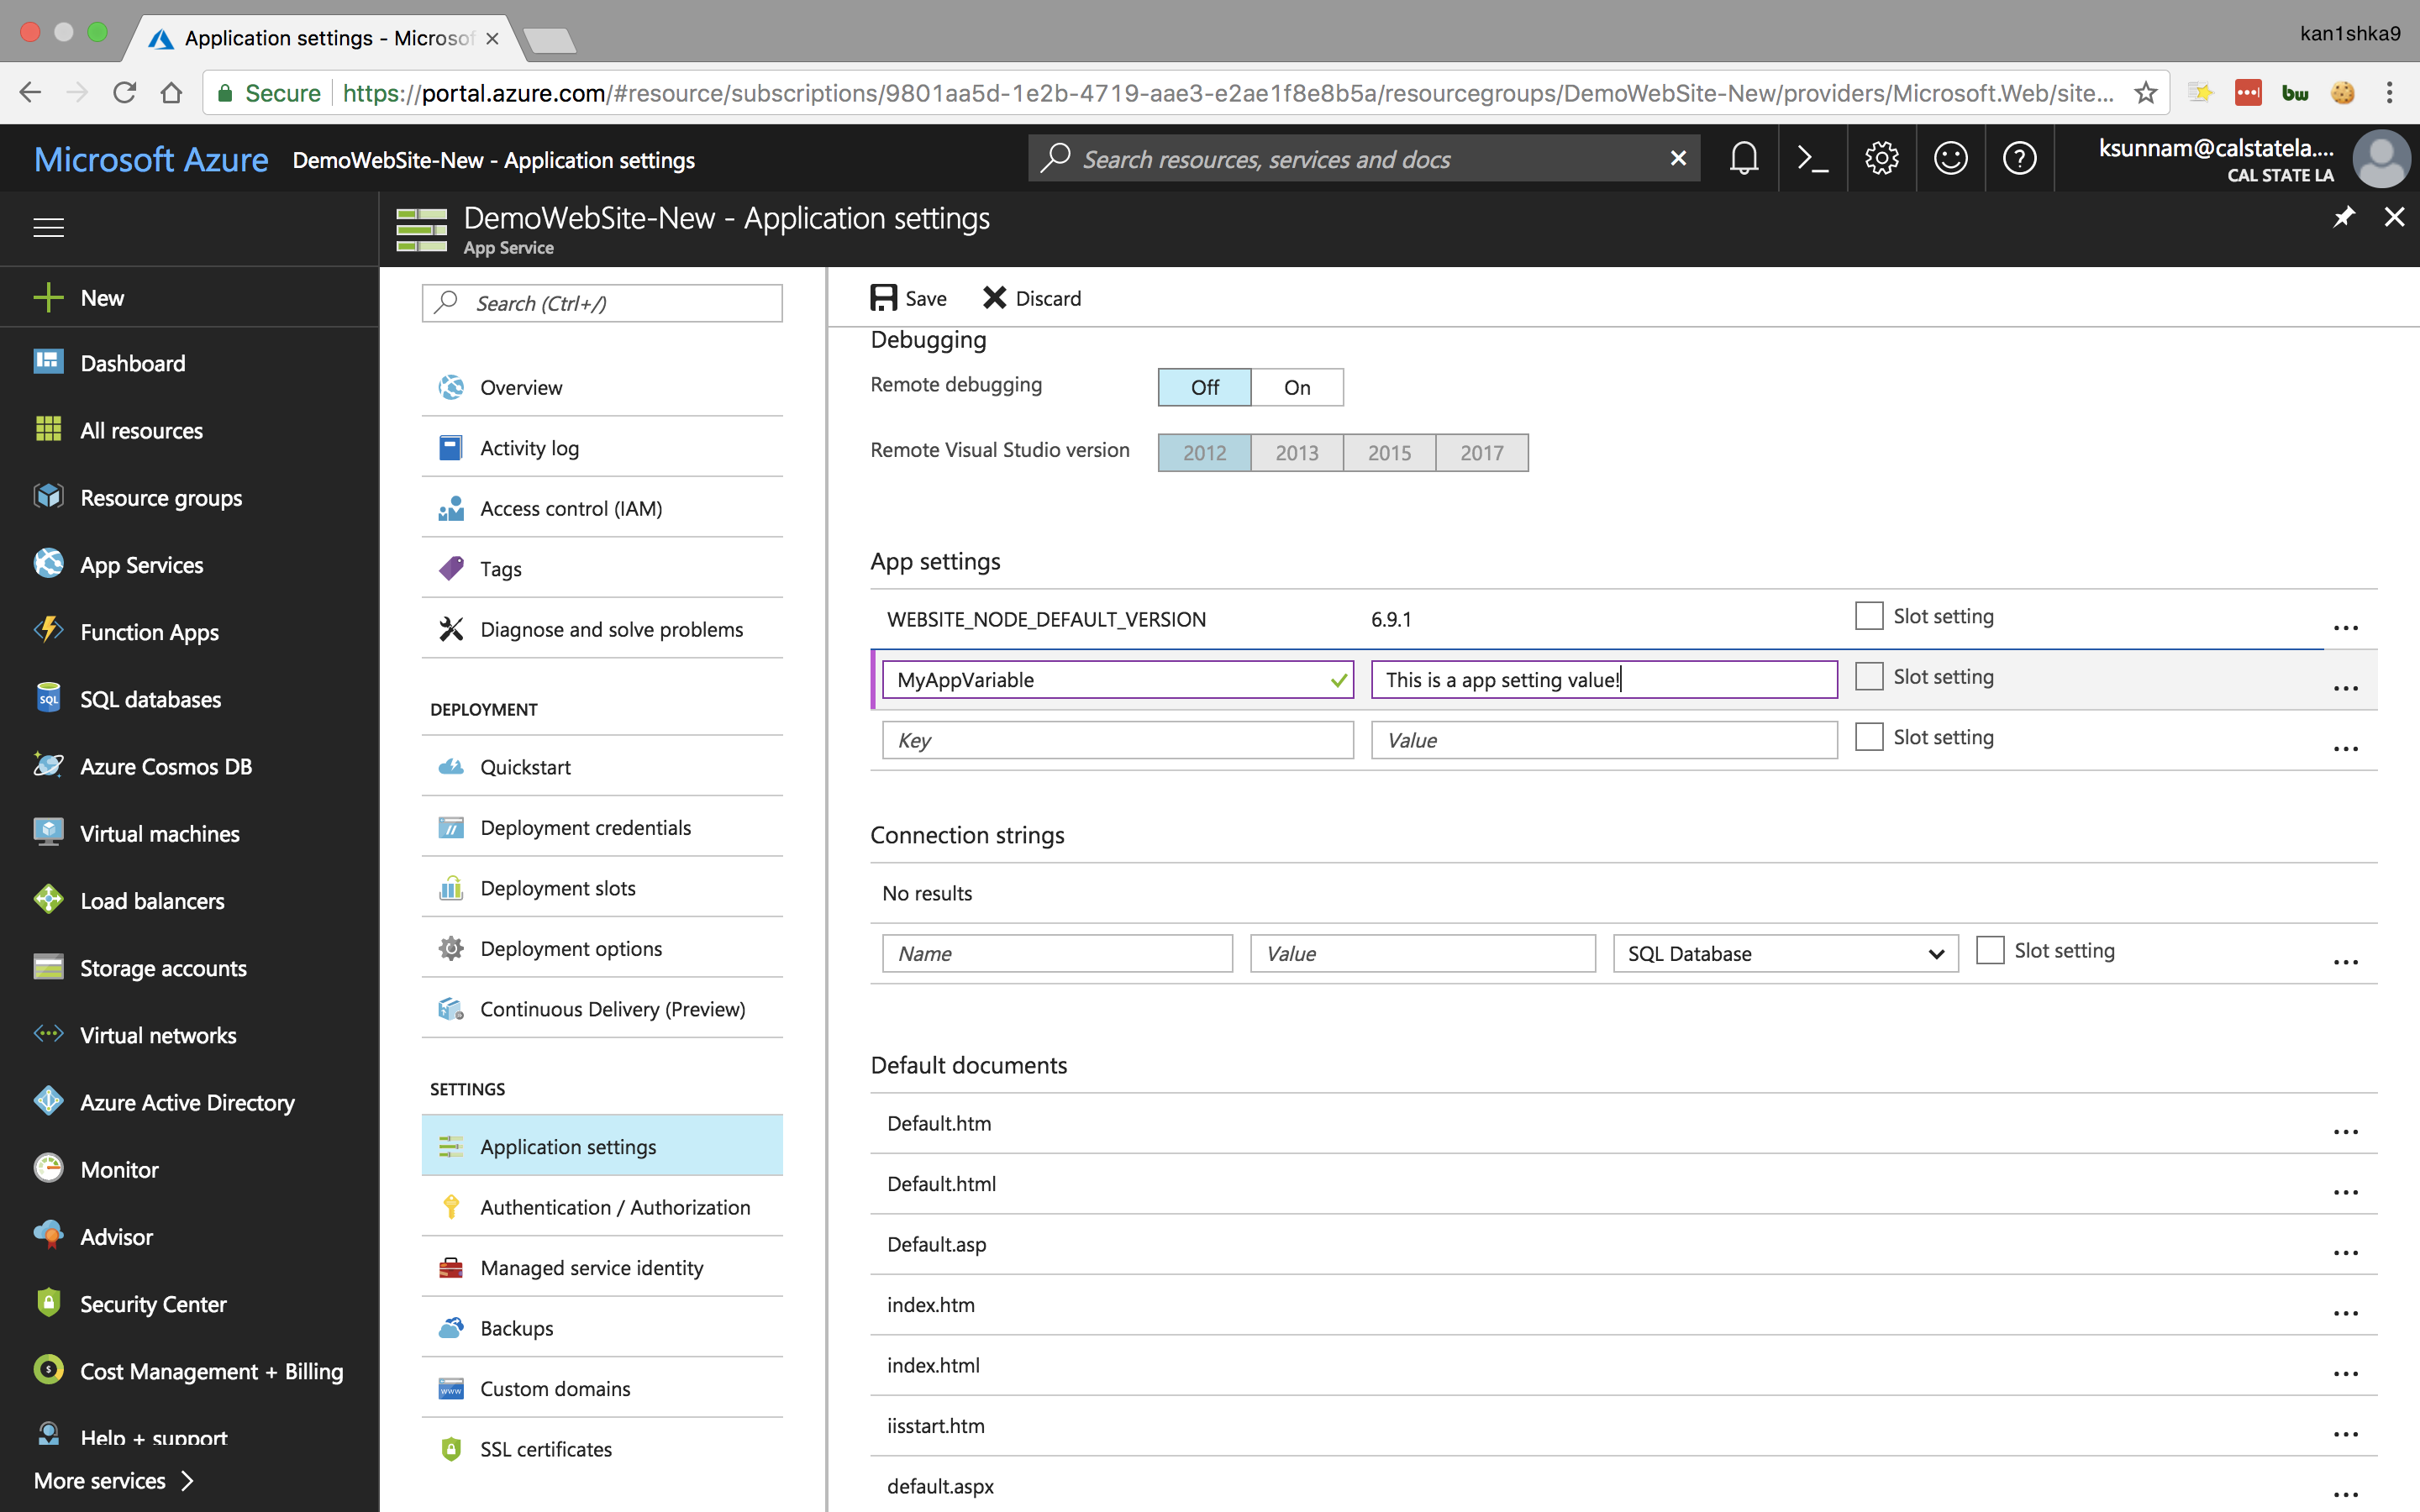 Application settings - Microsof
kan1shka9
Secure https://portal.azure.com/#resource/subscriptions/9801aa5d-1e2b-4719-aae3-e2ae1f8e8b5a/resourcegroups/DemoWebSite-New/providers/Microsoft.Web/site...
bw
Microsoft Azure DemoWebSite-New - Application settings
Search resources, services and docs
ksunnam@calstatela....
CAL STATE LA
DemoWebSite-New - Application settings
App Service
New
Dashboard
All resources
Resource groups
App Services
Function Apps
SQL databases
Azure Cosmos DB
Virtual machines
Load balancers
Storage accounts
Virtual networks
Azure Active Directory
Monitor
Advisor
Security Center
Cost Management + Billing
Help + support
More services
Search (Ctrl+/)
Overview
Activity log
Access control (IAM)
Tags
Diagnose and solve problems
DEPLOYMENT
Quickstart
Deployment credentials
Deployment slots
Deployment options
Continuous Delivery (Preview)
SETTINGS
Application settings
Authentication / Authorization
Managed service identity
Backups
Custom domains
SSL certificates
Save Discard
Debugging
Remote debugging Off On
Remote Visual Studio version 2012 2013 2015 2017
App settings
WEBSITE_NODE_DEFAULT_VERSION 6.9.1 Slot setting ...
MyAppVariable This is a app setting value! Slot setting ...
Key Value Slot setting ...
Connection strings
No results
Name Value SQL Database Slot setting ...
Default documents
Default.htm ...
Default.html ...
Default.asp ...
index.htm ...
index.html ...
iisstart.htm ...
default.aspx ...